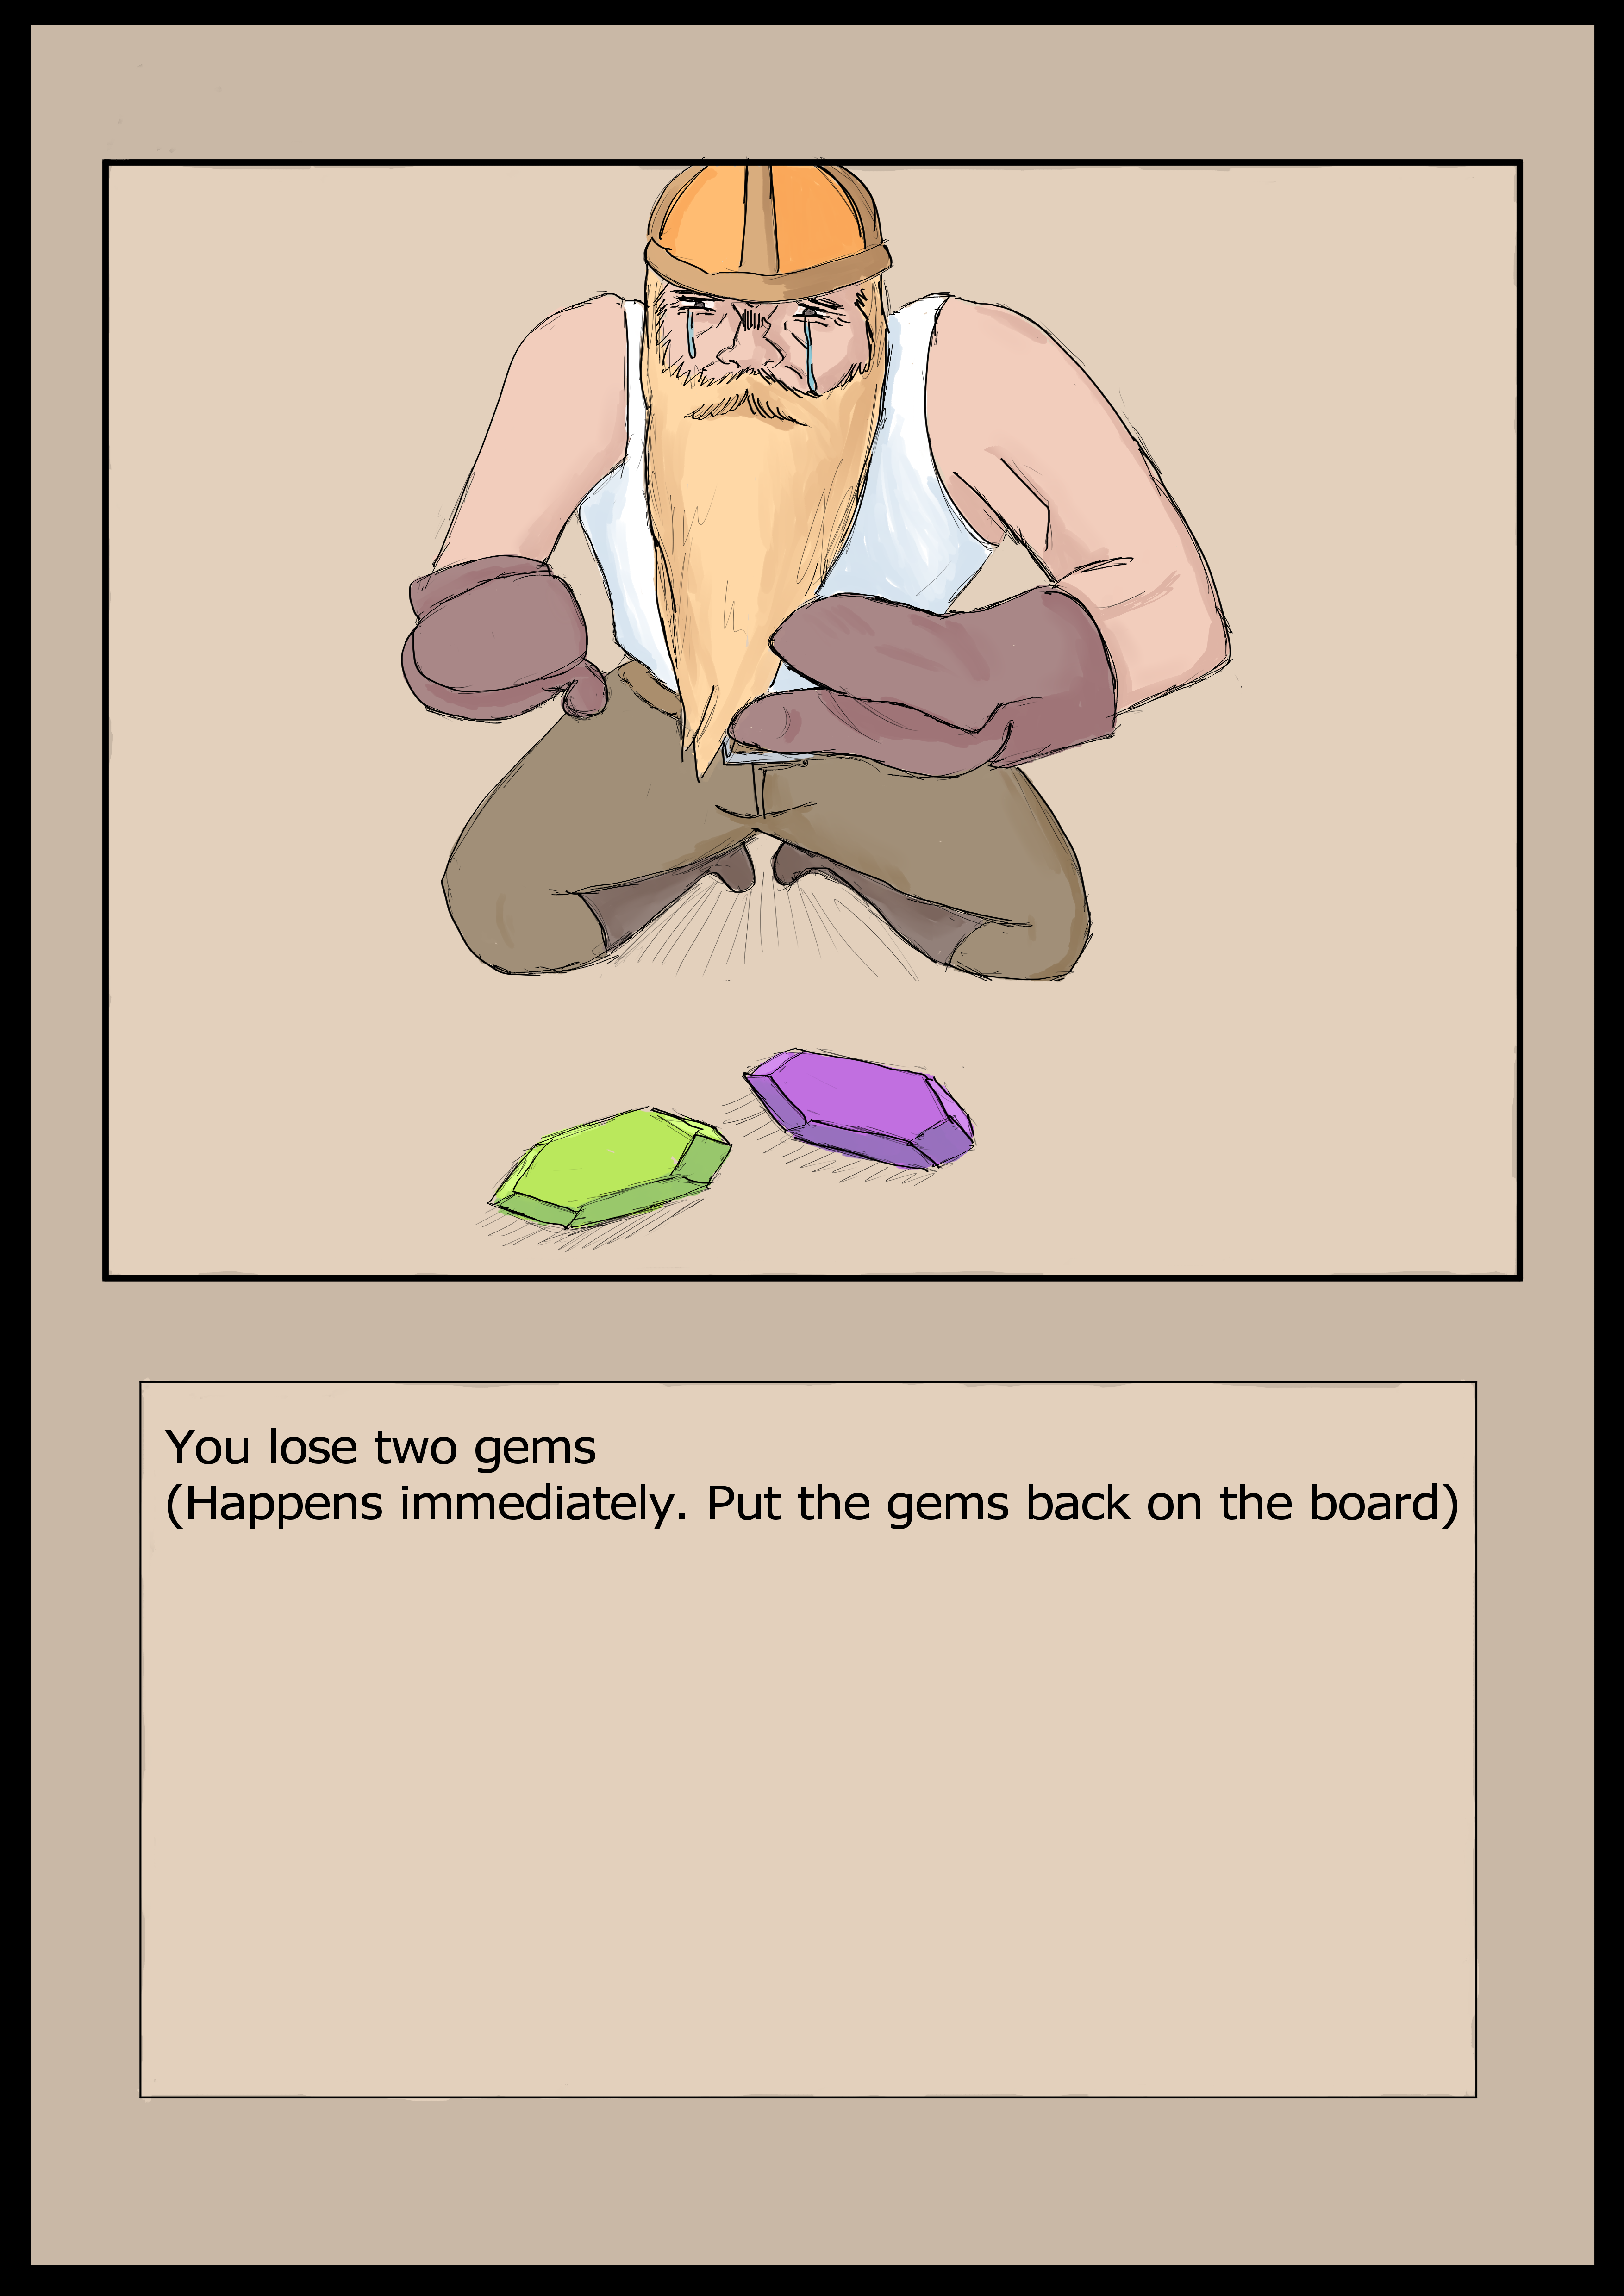 You lose two gems
(Happens immediately. Put the gems back on the board)